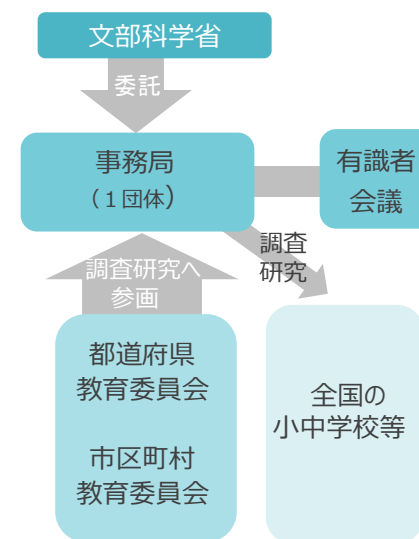 文部科学省
委託
事務局
（１団体）
有識者
会議
調査
研究
調査研究へ
参画
都道府県
教育委員会
市区町村
教育委員会
全国の
小中学校等